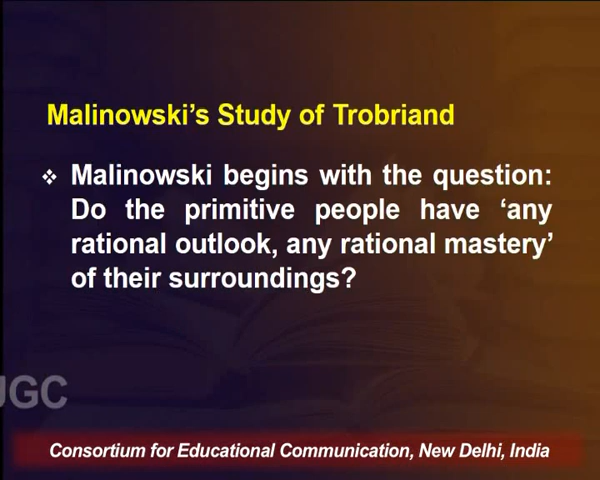 Malinowski's Study of Trobriand
❖ Malinowski begins with the question:
Do the primitive people have 'any
rational outlook, any rational mastery'
of their surroundings?
UGC
Consortium for Educational Communication, New Delhi, India